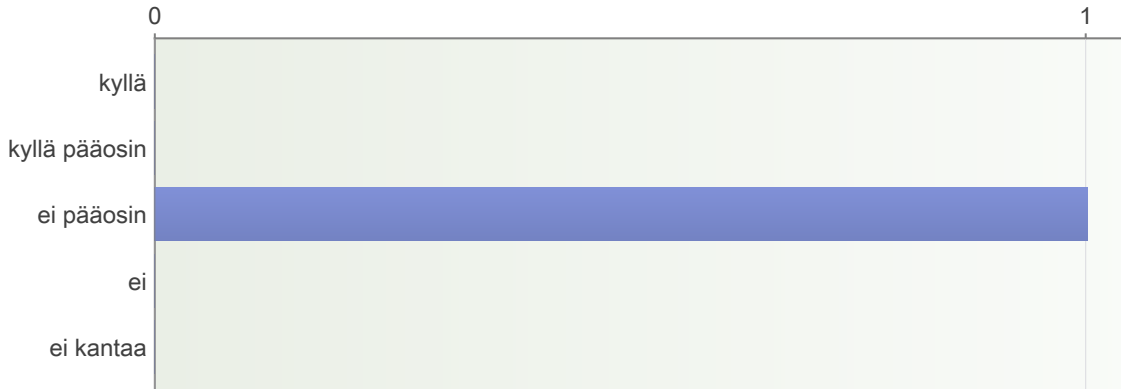 0 1
kyllä
kyllä pääosin
ei pääosin
ei
ei kantaa